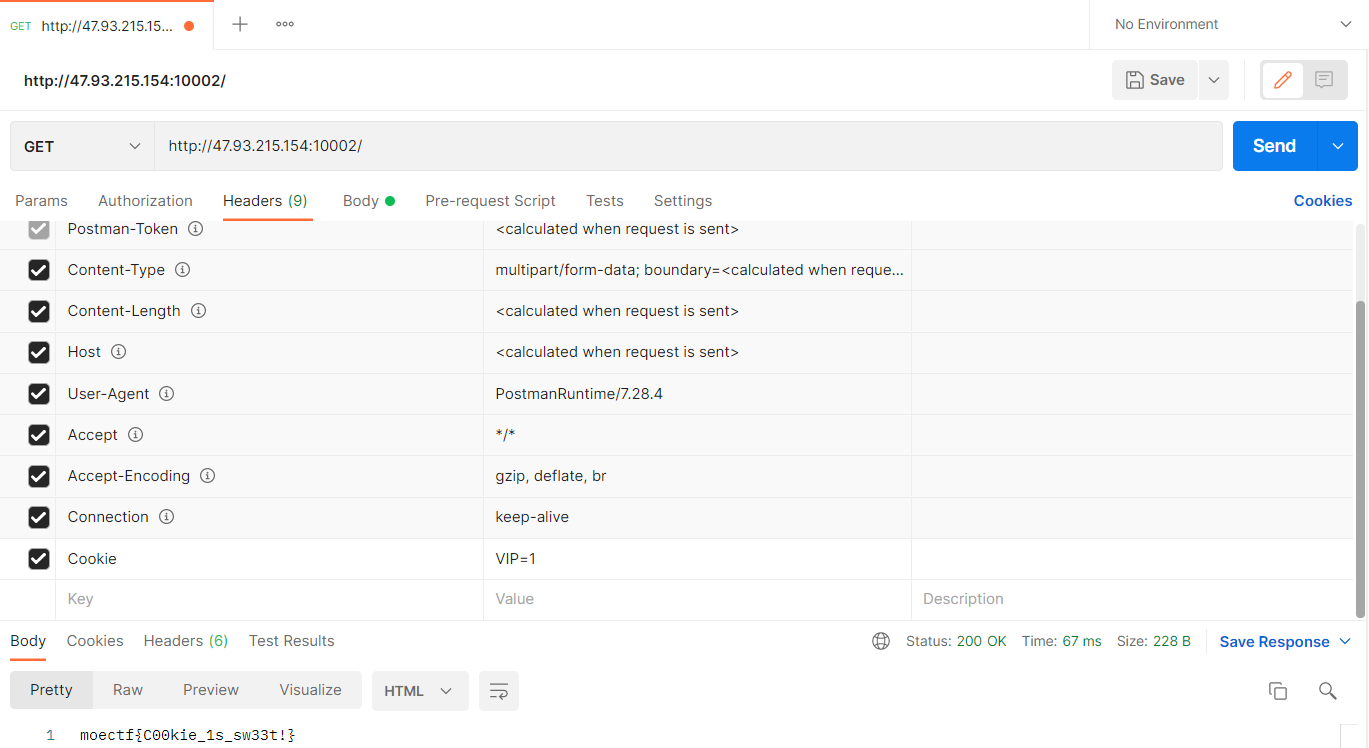 GET http://47.93.215.15... No Environment
http://47.93.215.154:10002/ Save
GET http://47.93.215.154:10002/ Send
Params Authorization Headers (9) Body Pre-request Script Tests Settings Cookies
Postman-Token <calculated when request is sent>
Content-Type multipart/form-data; boundary=<calculated when reque...
Content-Length <calculated when request is sent>
Host <calculated when request is sent>
User-Agent PostmanRuntime/7.28.4
Accept */*
Accept-Encoding gzip, deflate, br
Connection keep-alive
Cookie VIP=1
Key Value Description
Body Cookies Headers (6) Test Results Status: 200 OK Time: 67 ms Size: 228 B Save Response
Pretty Raw Preview Visualize HTML
1 moectf{C00kie_1s_sw33t!}